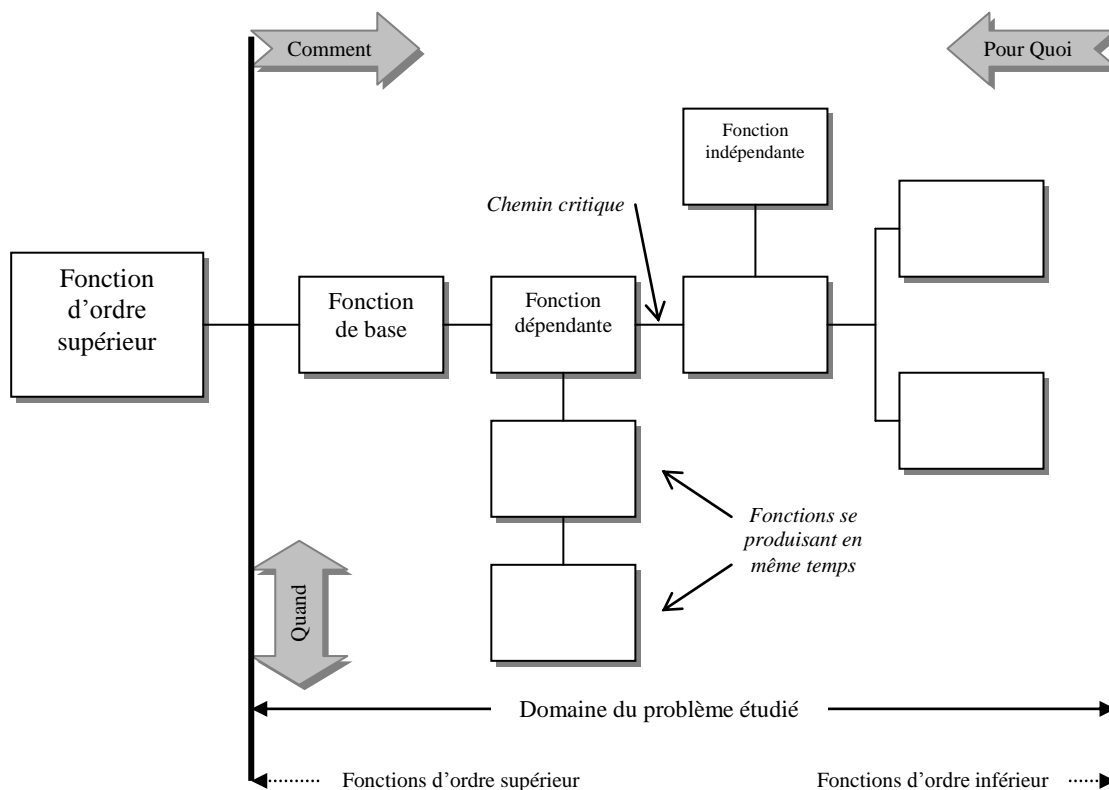 Comment
Pour Quoi
Fonction
indépendante
Chemin critique
Fonction
d’ordre
supérieur
Fonction
de base
Fonction
dépendante
Fonctions se
produisant en
même temps
Quand
Domaine du problème étudié
Fonctions d’ordre supérieur
Fonctions d’ordre inférieur